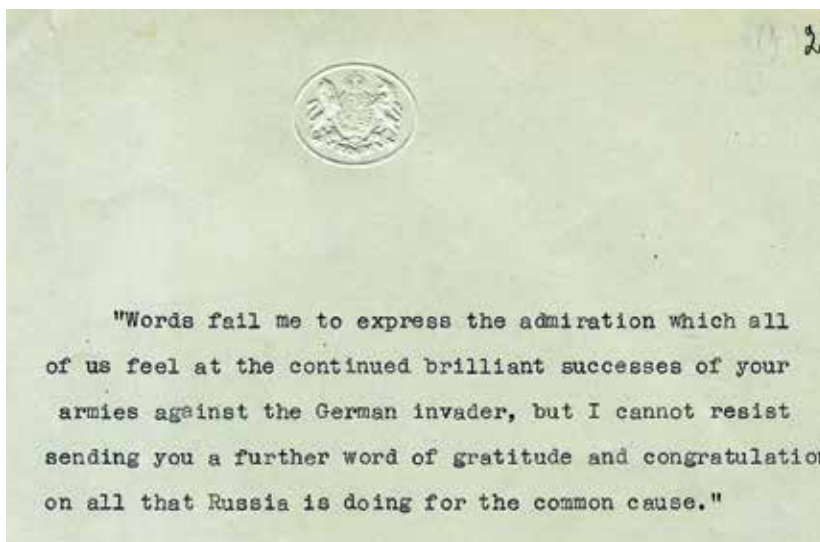 2
"Words fail me to express the admiration which all
of us feel at the continued brilliant successes of your
armies against the German invader, but I cannot resist
sending you a further word of gratitude and congratulation
on all that Russia is doing for the common cause."